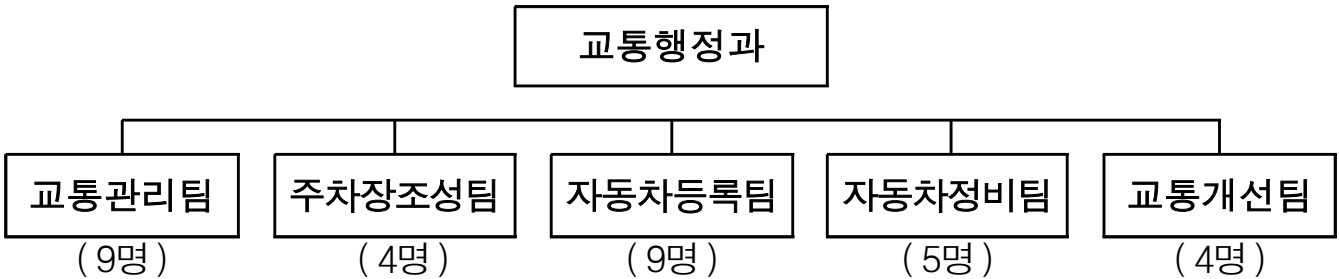 교통행정과
교통관리팀 주차장조성팀 자동차등록팀 자동차정비팀 교통개선팀
( 9명 ) ( 4명 ) ( 9명 ) ( 5명 ) ( 4명 )